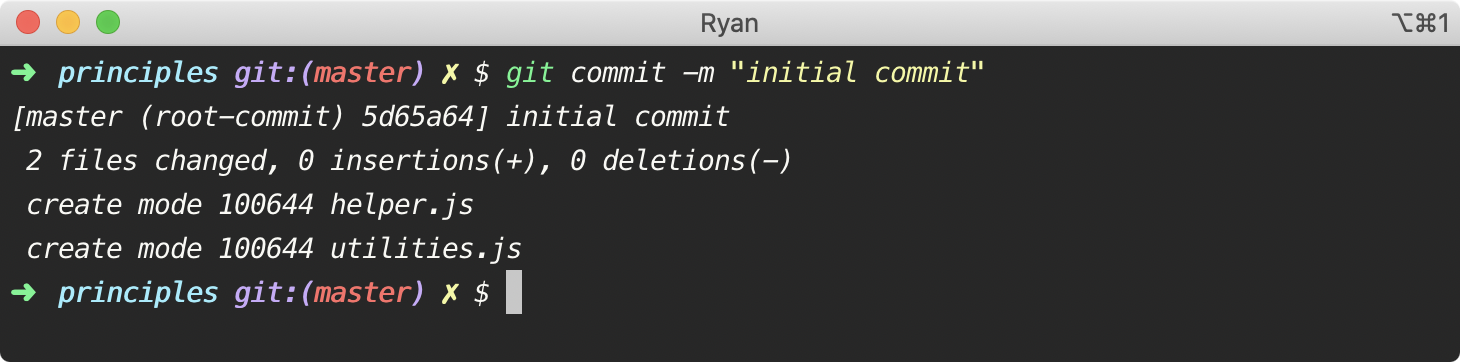 Ryan
⌥⌘1
➜ principles git:(master) ✗ $ git commit -m "initial commit"
[master (root-commit) 5d65a64] initial commit
2 files changed, 0 insertions(+), 0 deletions(-)
create mode 100644 helper.js
create mode 100644 utilities.js
➜ principles git:(master) ✗ $